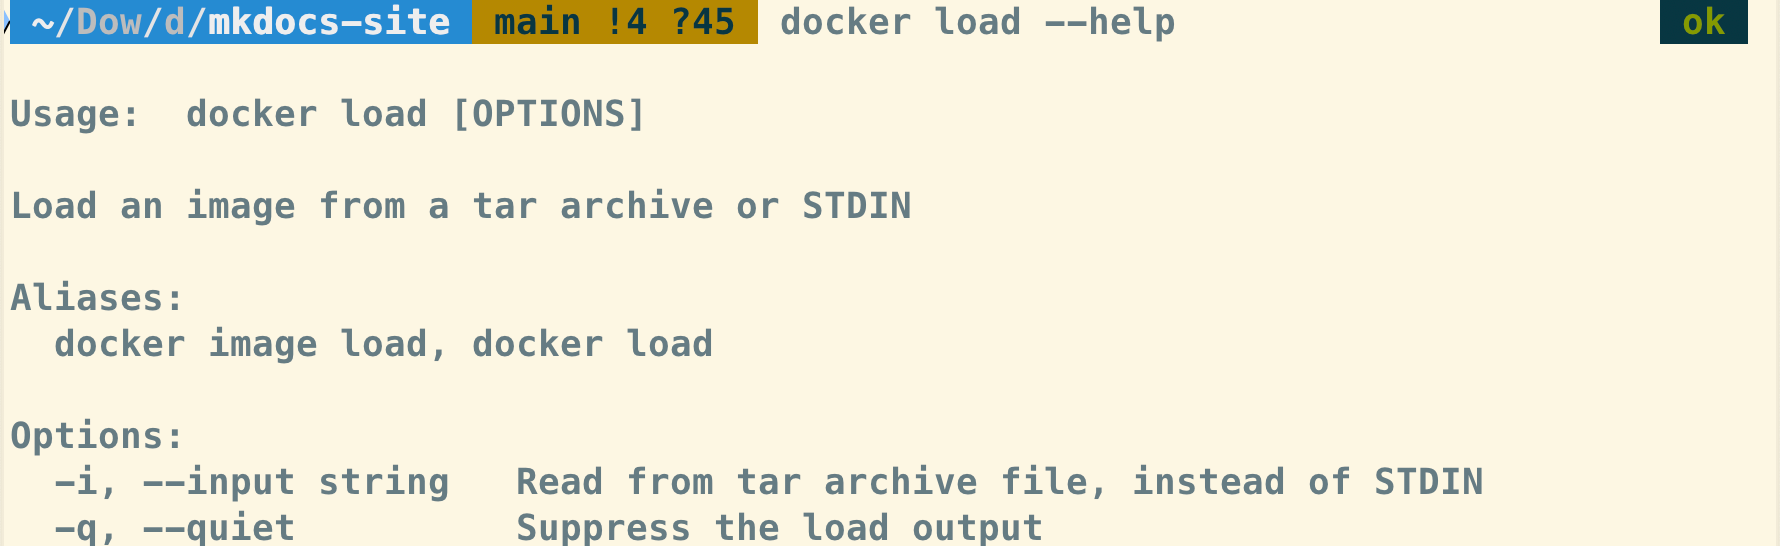 ~/Dow/d/mkdocs-site main !4 ?45 docker load --help ok
Usage:  docker load [OPTIONS]
Load an image from a tar archive or STDIN
Aliases:
  docker image load, docker load
Options:
  -i, --input string   Read from tar archive file, instead of STDIN
  -q, --quiet          Suppress the load output